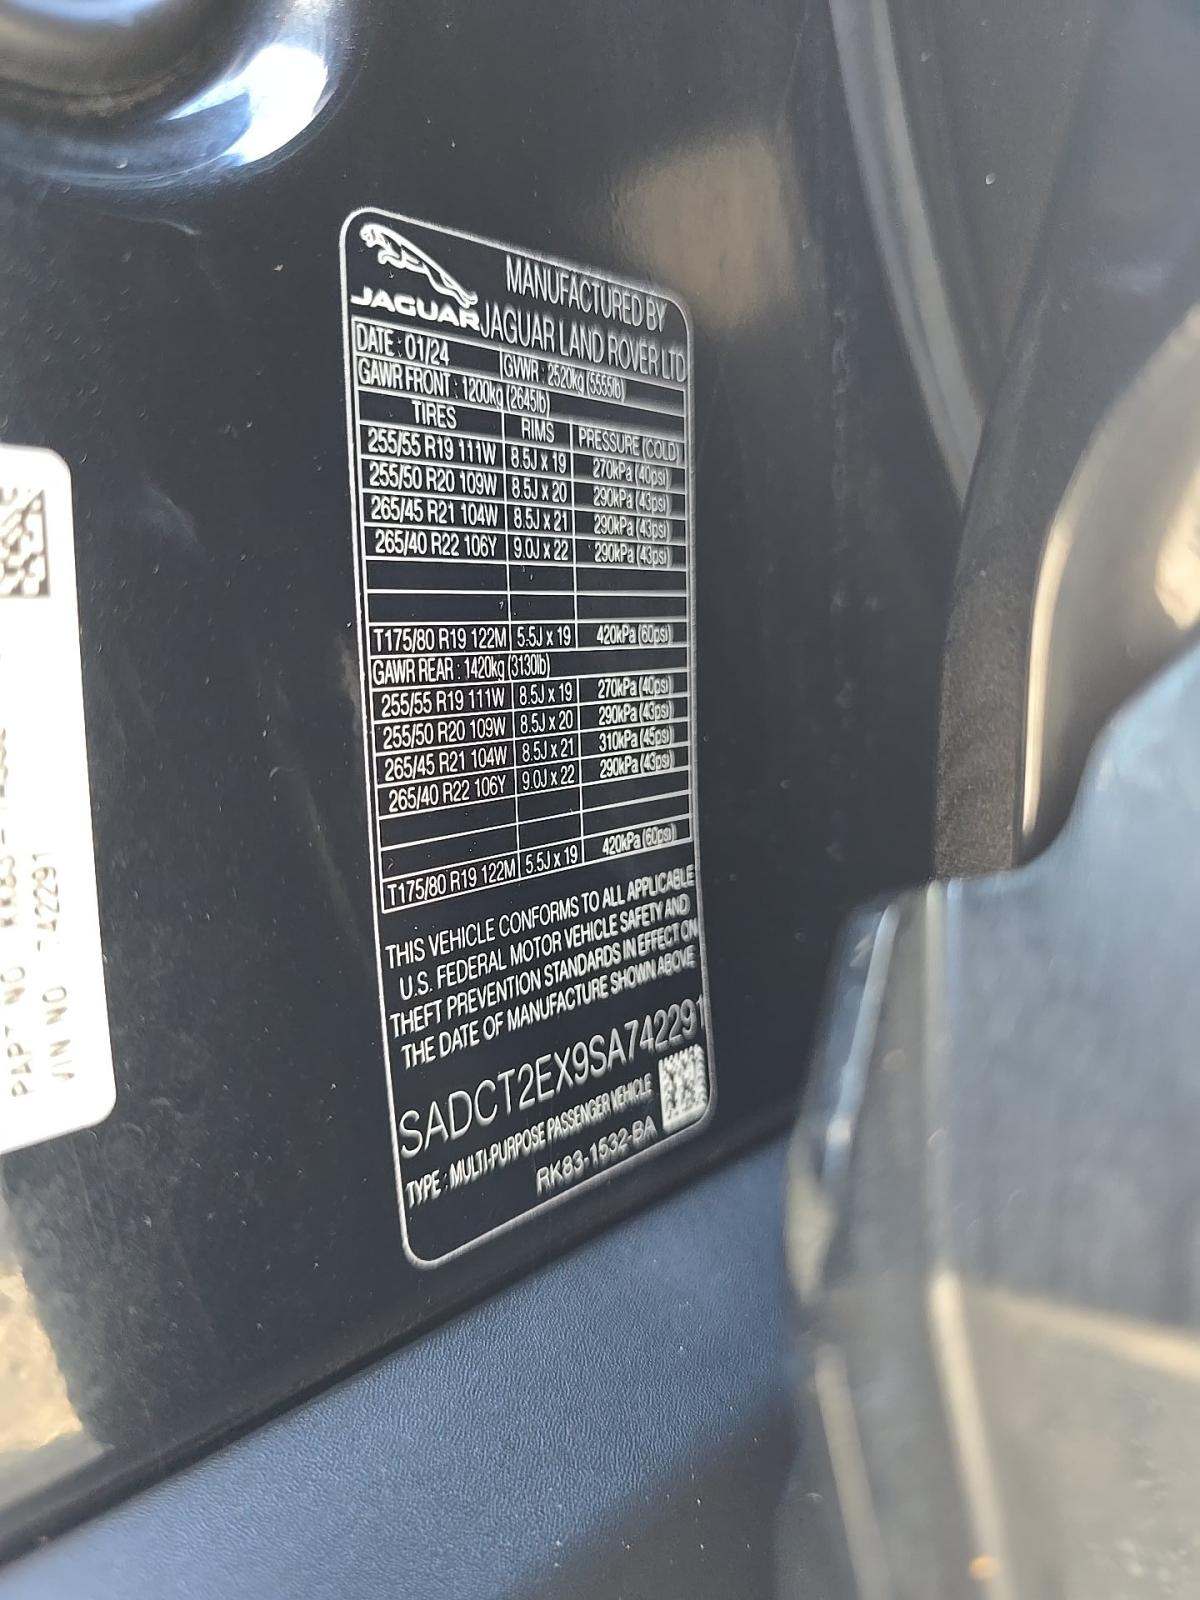 JAGUAR
MANUFACTURED BY
JAGUAR LAND ROVER LTD
DATE : 01/24 GVWR : 2520kg (5555lb)
GAWR FRONT : 1200kg (2645lb)
TIRES RIMS PRESSURE (COLD)
255/55 R19 111W 8.5J x 19 270kPa (40psi)
255/50 R20 109W 8.5J x 20 290kPa (43psi)
265/45 R21 104W 8.5J x 21 290kPa (43psi)
265/40 R22 106Y 9.0J x 22 290kPa (43psi)
T175/80 R19 122M 5.5J x 19 420kPa (60psi)
GAWR REAR : 1420kg (3130lb)
255/55 R19 111W 8.5J x 19 270kPa (40psi)
255/50 R20 109W 8.5J x 20 290kPa (43psi)
265/45 R21 104W 8.5J x 21 310kPa (45psi)
265/40 R22 106Y 9.0J x 22 290kPa (43psi)
T175/80 R19 122M 5.5J x 19 420kPa (60psi)
THIS VEHICLE CONFORMS TO ALL APPLICABLE
U.S. FEDERAL MOTOR VEHICLE SAFETY AND
THEFT PREVENTION STANDARDS IN EFFECT ON
THE DATE OF MANUFACTURE SHOWN ABOVE
SADCT2EX9SA742291
TYPE : MULTI-PURPOSE PASSENGER VEHICLE
RK83-1532-BA
PART NO
VIN NO 742291